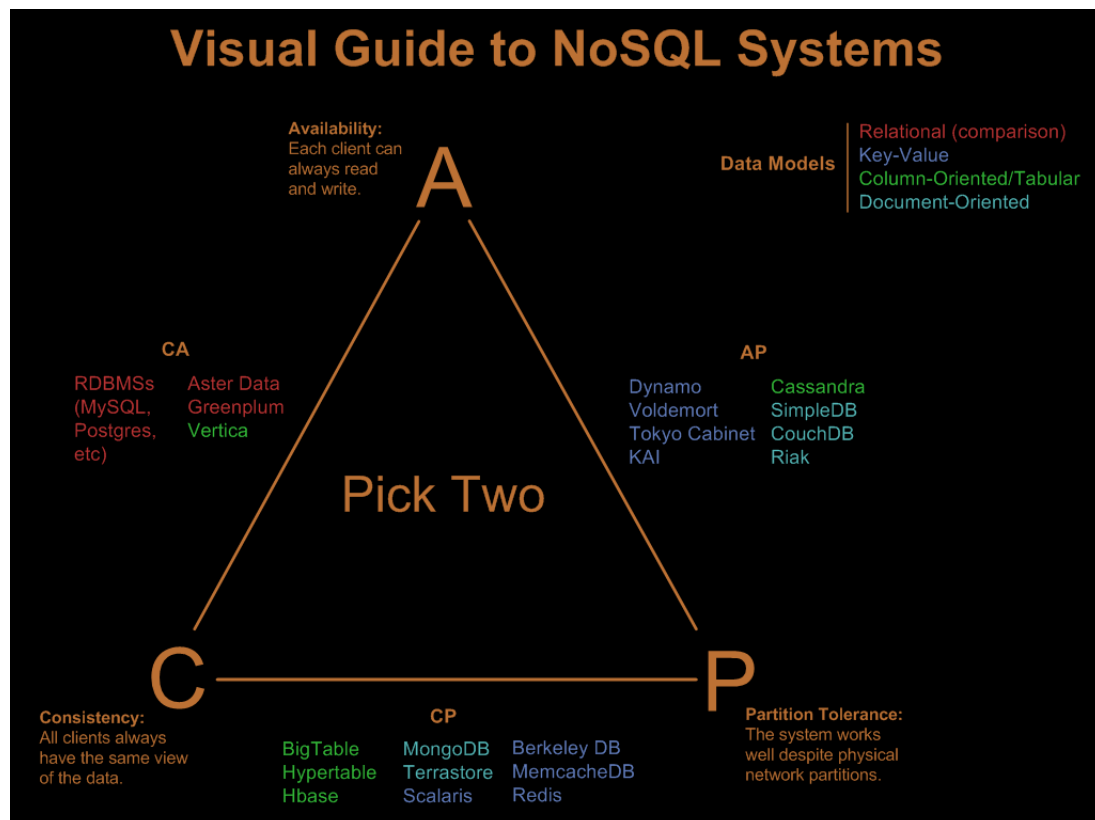 Visual Guide to NoSQL Systems
Availability:
Each client can
always read
and write.
A
Data Models
Relational (comparison)
Key-Value
Column-Oriented/Tabular
Document-Oriented
CA
RDBMSs
(MySQL,
Postgres,
etc)
Aster Data
Greenplum
Vertica
AP
Dynamo
Voldemort
Tokyo Cabinet
KAI
Cassandra
SimpleDB
CouchDB
Riak
Pick Two
C
Consistency:
All clients always
have the same view
of the data.
CP
BigTable
Hypertable
Hbase
MongoDB
Terrastore
Scalaris
Berkeley DB
MemcacheDB
Redis
P
Partition Tolerance:
The system works
well despite physical
network partitions.